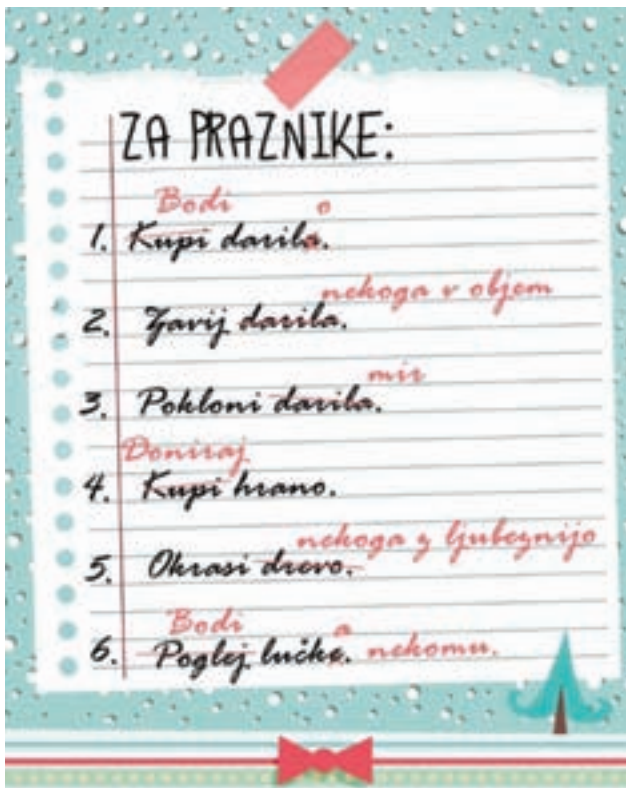 ZA PRAZNIKE:
Bodi o
1. Kupi darila.
nekoga v objem
2. Zavij darila.
mir
3. Pokloni darila.
Doniraj
4. Kupi hrano.
nekoga z ljubeznijo
5. Okrasi drevo.
Bodi a
6. Poglej lučke. nekomu.